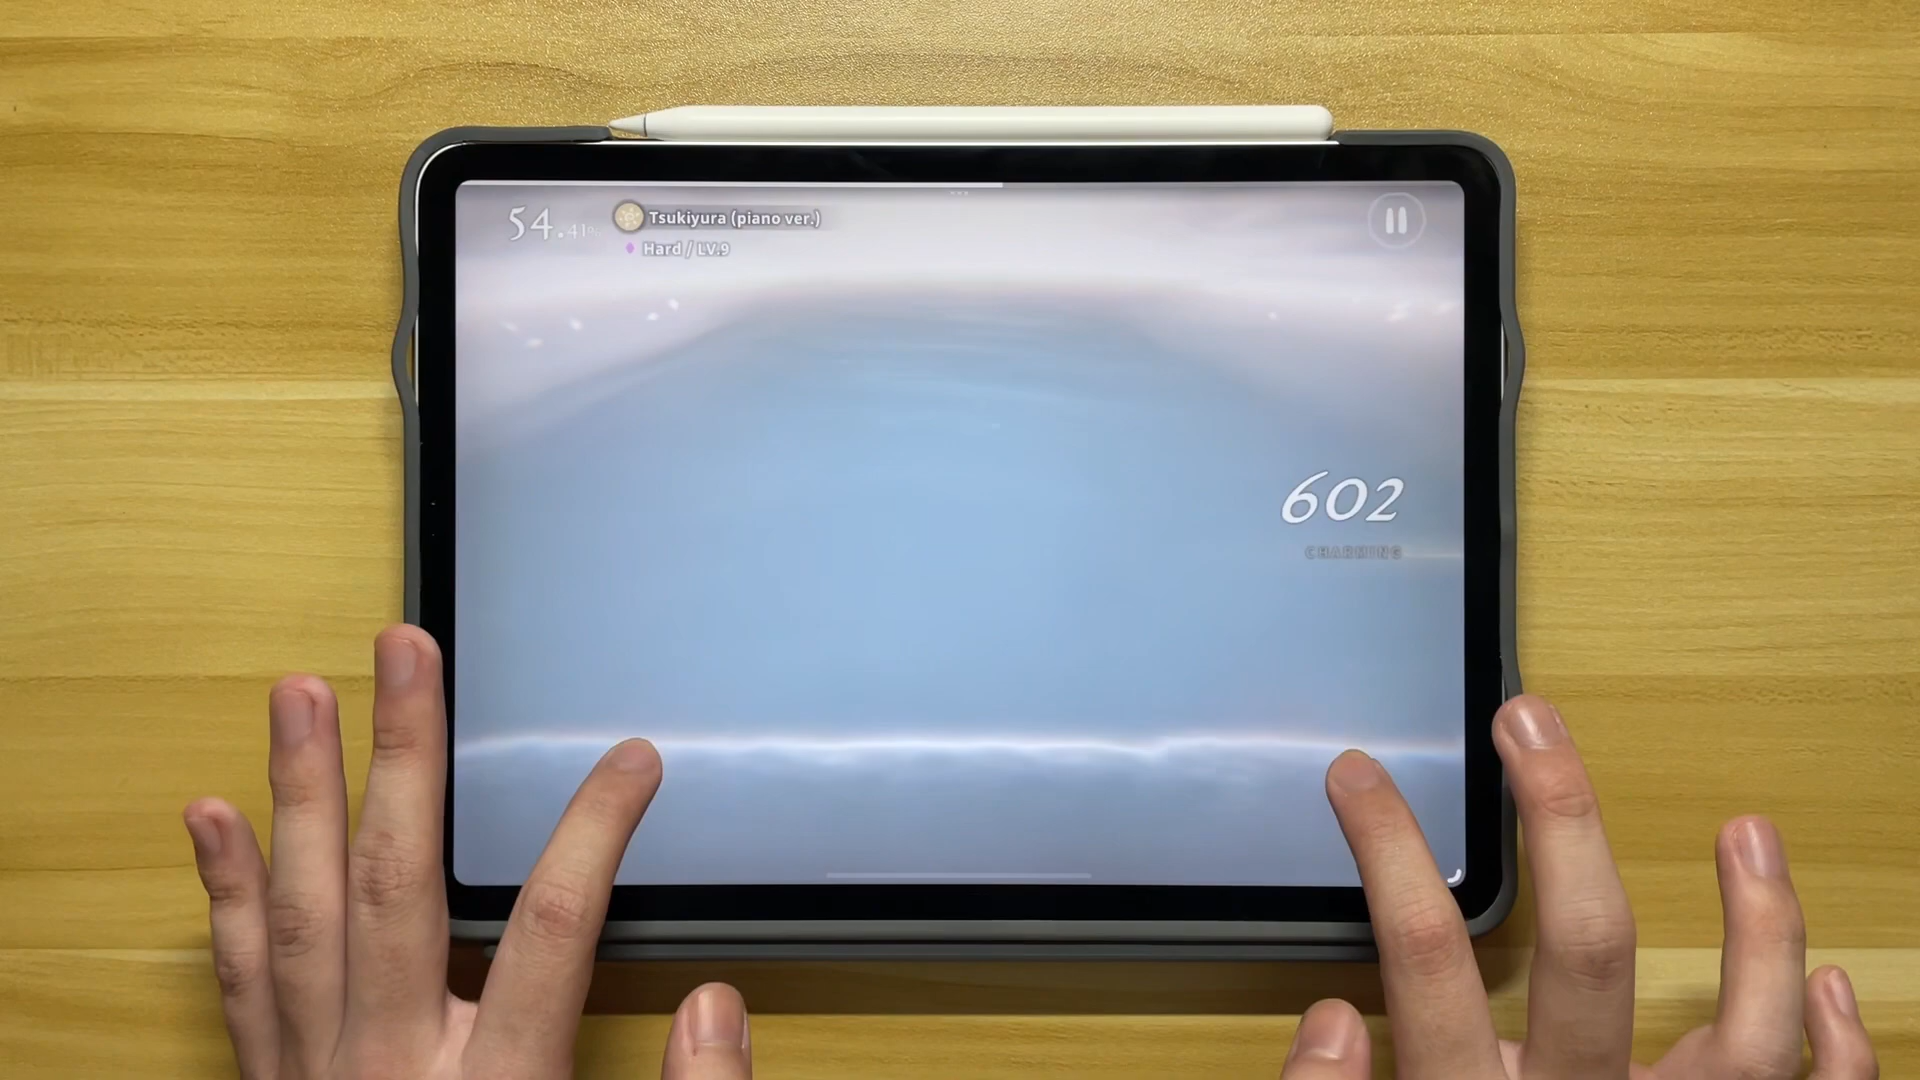 54.41%
Tsukiyura (piano ver.)
Hard / LV.9
602
CHARMING